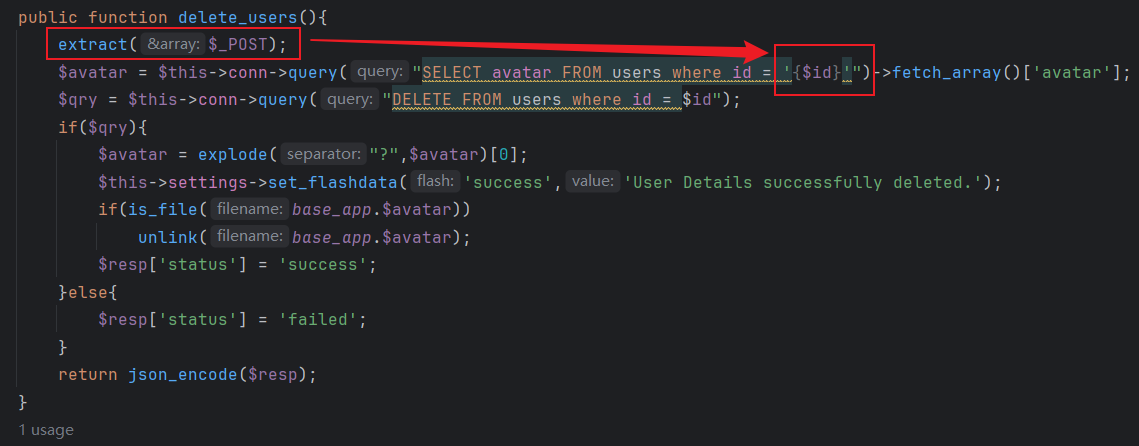 public function delete_users(){
extract( &array: $_POST);
$avatar = $this->conn->query( query: "SELECT avatar FROM users where id = '{$id}'")->fetch_array()['avatar'];
$qry = $this->conn->query( query: "DELETE FROM users where id = $id");
if($qry){
$avatar = explode( separator: "?",$avatar)[0];
$this->settings->set_flashdata( flash: 'success', value: 'User Details successfully deleted.');
if(is_file( filename: base_app.$avatar))
unlink( filename: base_app.$avatar);
$resp['status'] = 'success';
}else{
$resp['status'] = 'failed';
}
return json_encode($resp);
}
1 usage